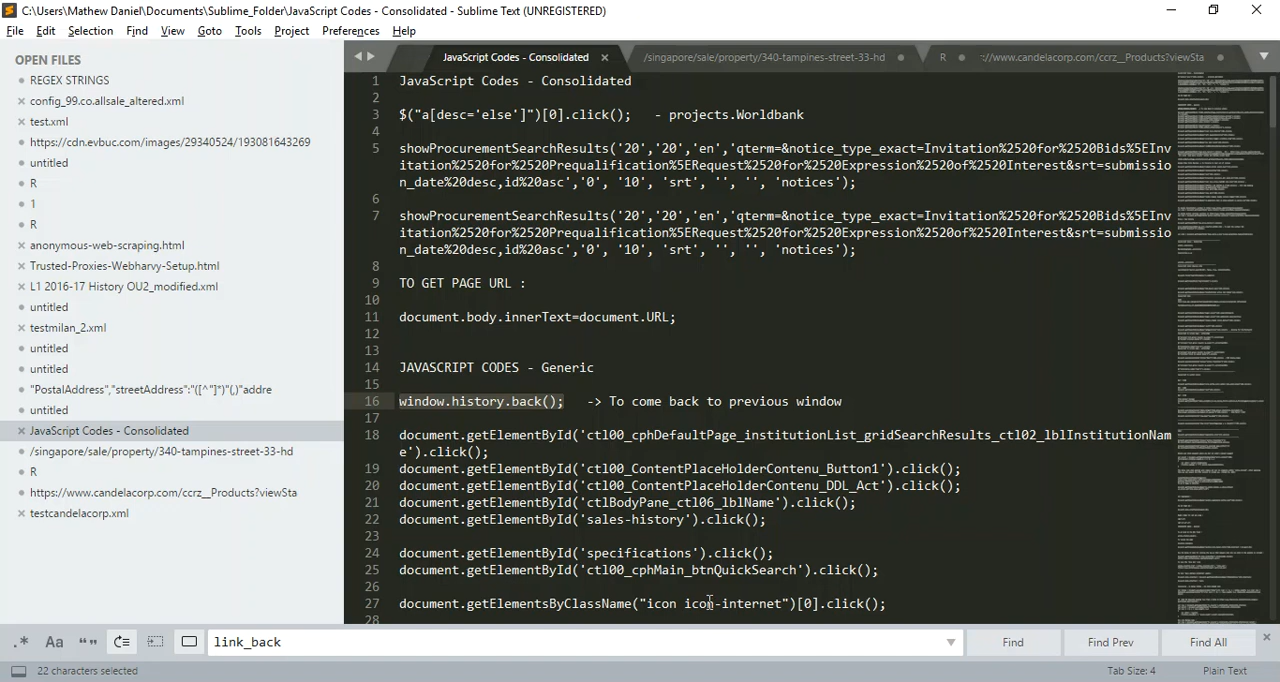 C:\Users\Mathew Daniel\Documents\Sublime_Folder\JavaScript Codes - Consolidated - Sublime Text (UNREGISTERED)
File Edit Selection Find View Goto Tools Project Preferences Help
OPEN FILES
REGEX STRINGS
config_99.co.allsale_altered.xml
test.xml
https://cdn.evbuc.com/images/29340524/193081643269
untitled
R
1
R
anonymous-web-scraping.html
Trusted-Proxies-Webharvy-Setup.html
L1 2016-17 History OU2_modified.xml
untitled
testmilan_2.xml
untitled
untitled
"PostalAddress","streetAddress":"([^"]*)"(,)"addre
untitled
JavaScript Codes - Consolidated
/singapore/sale/property/340-tampines-street-33-hd
R
https://www.candelacorp.com/ccrz__Products?viewSta
testcandelacorp.xml
JavaScript Codes - Consolidated /singapore/sale/property/340-tampines-street-33-hd R ://www.candelacorp.com/ccrz__Products?viewSta
1 JavaScript Codes - Consolidated
2
3 $("a[desc='else']")[0].click();   - projects.Worldbank
4
5 showProcurementSearchResults('20','20','en','qterm=&notice_type_exact=Invitation%2520for%2520Bids%5EInv
itation%2520for%2520Prequalification%5ERequest%2520for%2520Expression%2520of%2520Interest&srt=submissio
n_date%20desc,id%20asc','0', '10', 'srt', '', '', 'notices');
6
7 showProcurementSearchResults('20','20','en','qterm=&notice_type_exact=Invitation%2520for%2520Bids%5EInv
itation%2520for%2520Prequalification%5ERequest%2520for%2520Expression%2520of%2520Interest&srt=submissio
n_date%20desc,id%20asc','0', '10', 'srt', '', '', 'notices');
8
9 TO GET PAGE URL :
10
11 document.body.innerText=document.URL;
12
13
14 JAVASCRIPT CODES - Generic
15
16 window.history.back();   -> To come back to previous window
17
18 document.getElementById('ctl00_cphDefaultPage_institutionList_gridSearchResults_ctl02_lblInstitutionNam
e').click();
19 document.getElementById('ctl00_ContentPlaceHolderContenu_Button1').click();
20 document.getElementById('ctl00_ContentPlaceHolderContenu_DDL_Act').click();
21 document.getElementById('ctlBodyPane_ctl06_lblName').click();
22 document.getElementById('sales-history').click();
23
24 document.getElementById('specifications').click();
25 document.getElementById('ctl00_cphMain_btnQuickSearch').click();
26
27 document.getElementsByClassName("icon icon-internet")[0].click();
28
.* Aa “” link_back Find Find Prev Find All
22 characters selected Tab Size: 4 Plain Text